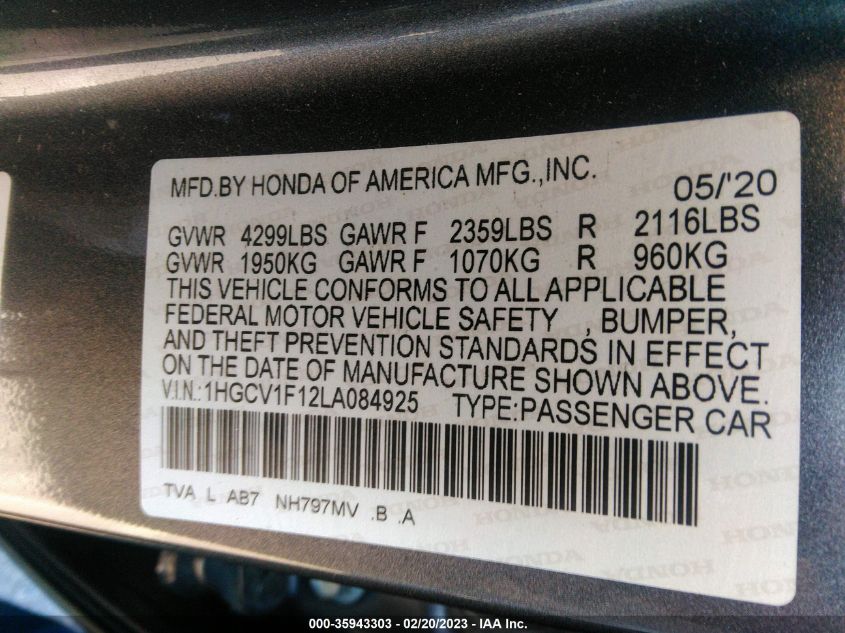 MFD.BY HONDA OF AMERICA MFG.,INC. 05/'20
GVWR 4299LBS GAWR F 2359LBS R 2116LBS
GVWR 1950KG GAWR F 1070KG R 960KG
THIS VEHICLE CONFORMS TO ALL APPLICABLE
FEDERAL MOTOR VEHICLE SAFETY , BUMPER,
AND THEFT PREVENTION STANDARDS IN EFFECT
ON THE DATE OF MANUFACTURE SHOWN ABOVE.
V.I.N.:1HGCV1F12LA084925 TYPE:PASSENGER CAR
TVA L AB7 NH797MV .B .A
HONDA
000-35943303 - 02/20/2023 - IAA Inc.